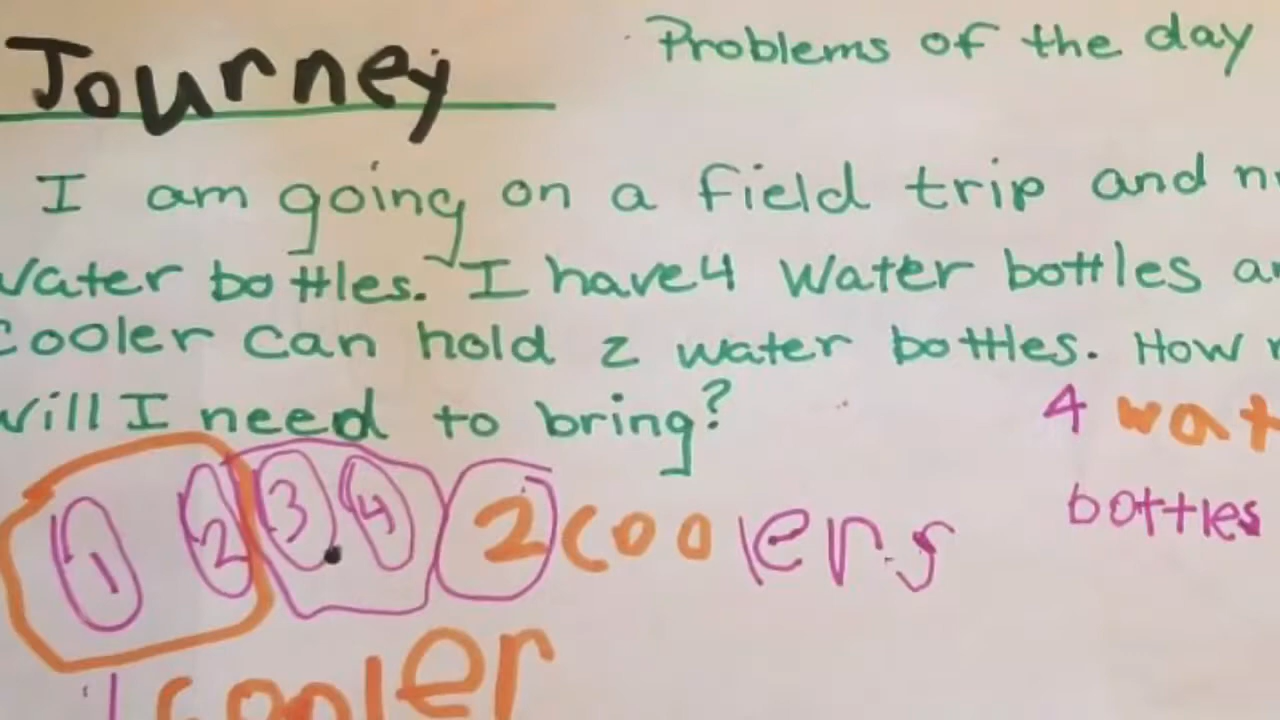 Journey
Problems of the day
I am going on a field trip and
water bottles. I have 4 water bottles
cooler can hold 2 water bottles. How
will I need to bring?
4
bottles
1 2 3 4 2 coolers
1 cooler